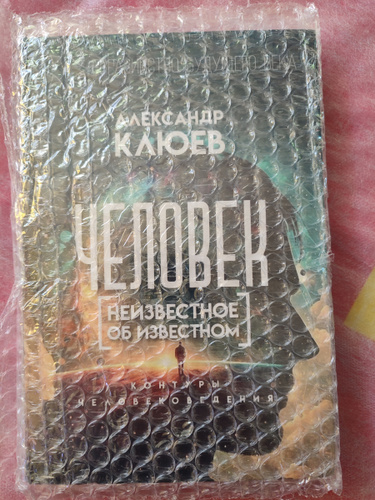 АЛЕКСАНДР
КЛЮЕВ
ЧЕЛОВЕК
НЕИЗВЕСТНОЕ
ОБ ИЗВЕСТНОМ
КОНТУРЫ
ЧЕЛОВЕКОВЕДЕНИЯ